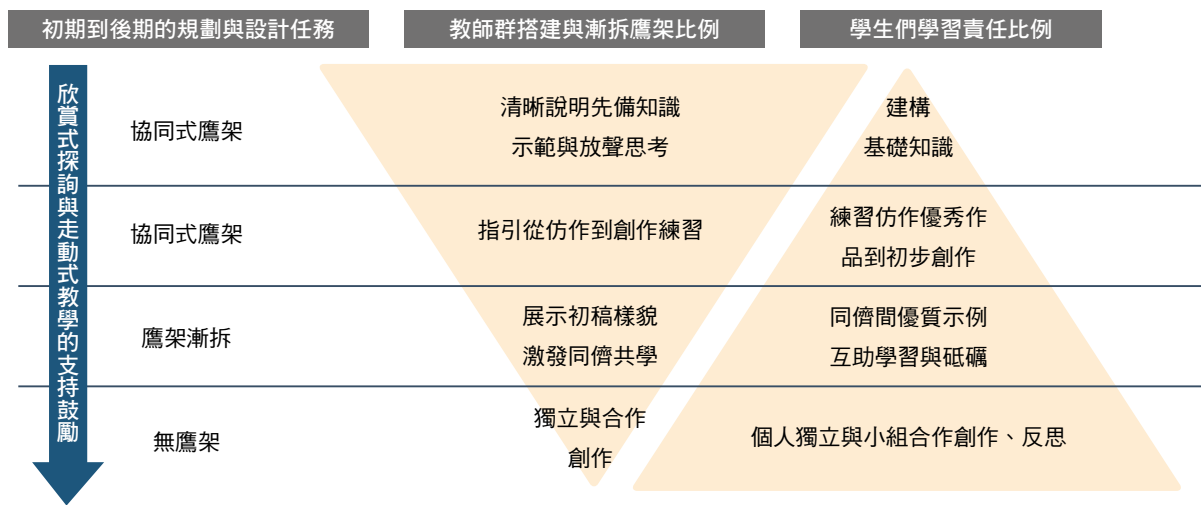 初期到後期的規劃與設計任務
教師群搭建與漸拆鷹架比例
學生們學習責任比例
欣賞式探詢與走動式教學的支持鼓勵
協同式鷹架
清晰說明先備知識
示範與放聲思考
建構
基礎知識
協同式鷹架
指引從仿作到創作練習
練習仿作優秀作
品到初步創作
鷹架漸拆
展示初稿樣貌
激發同儕共學
同儕間優質示例
互助學習與砥礪
無鷹架
獨立與合作
創作
個人獨立與小組合作創作、反思